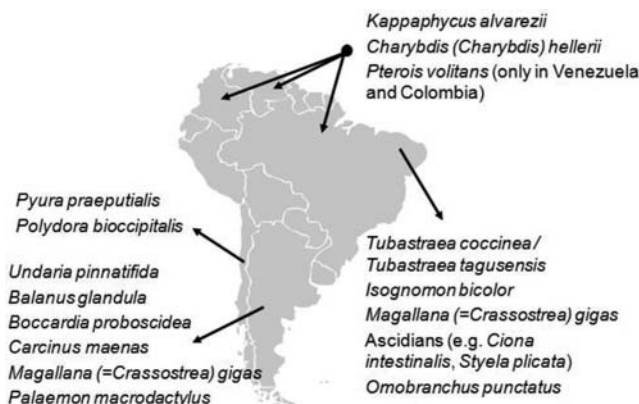 Kappaphycus alvarezii
Charybdis (Charybdis) hellerii
Pterois volitans (only in Venezuela
and Colombia)
Pyura praeputialis
Polydora bioccipitalis
Undaria pinnatifida
Balanus glandula
Boccardia proboscidea
Carcinus maenas
Magallana (=Crassostrea) gigas
Palaemon macrodactylus
Tubastraea coccinea /
Tubastraea tagusensis
Isognomon bicolor
Magallana (=Crassostrea) gigas
Ascidians (e.g. Ciona
intestinalis, Styela plicata)
Omobranchus punctatus